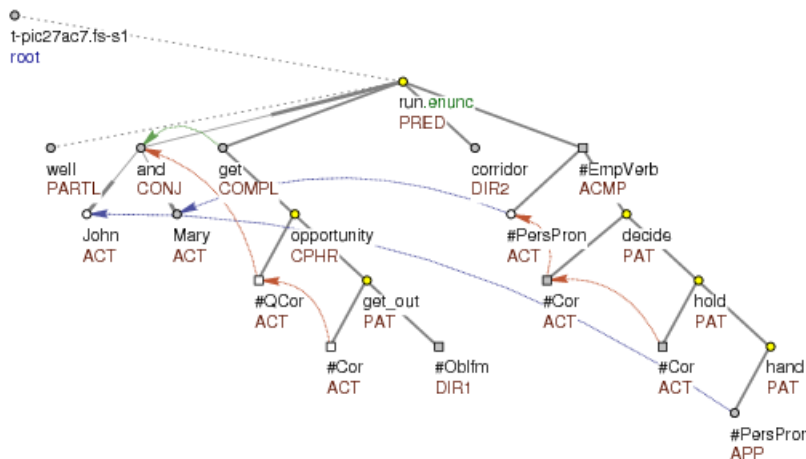 t-pic27ac7.fs-s1
root
run.enunc
PRED
well
PARTL
and
CONJ
get
COMPL
corridor
DIR2
#EmpVerb
ACMP
John
ACT
Mary
ACT
opportunity
CPHR
#PersPron
ACT
decide
PAT
#QCor
ACT
get_out
PAT
#Cor
ACT
hold
PAT
#Cor
ACT
#Oblfm
DIR1
#Cor
ACT
hand
PAT
#PersPron
APP